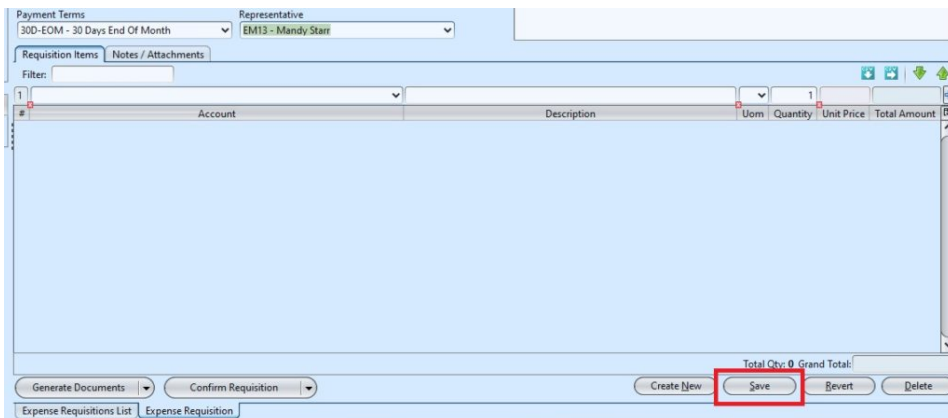 Payment Terms Representative
30D-EOM - 30 Days End Of Month EM13 - Mandy Starr
Requisition Items Notes / Attachments
Filter:
1 1
# Account Description Uom Quantity Unit Price Total Amount
Total Qty: 0 Grand Total:
Generate Documents Confirm Requisition Create New Save Revert Delete
Expense Requisitions List Expense Requisition